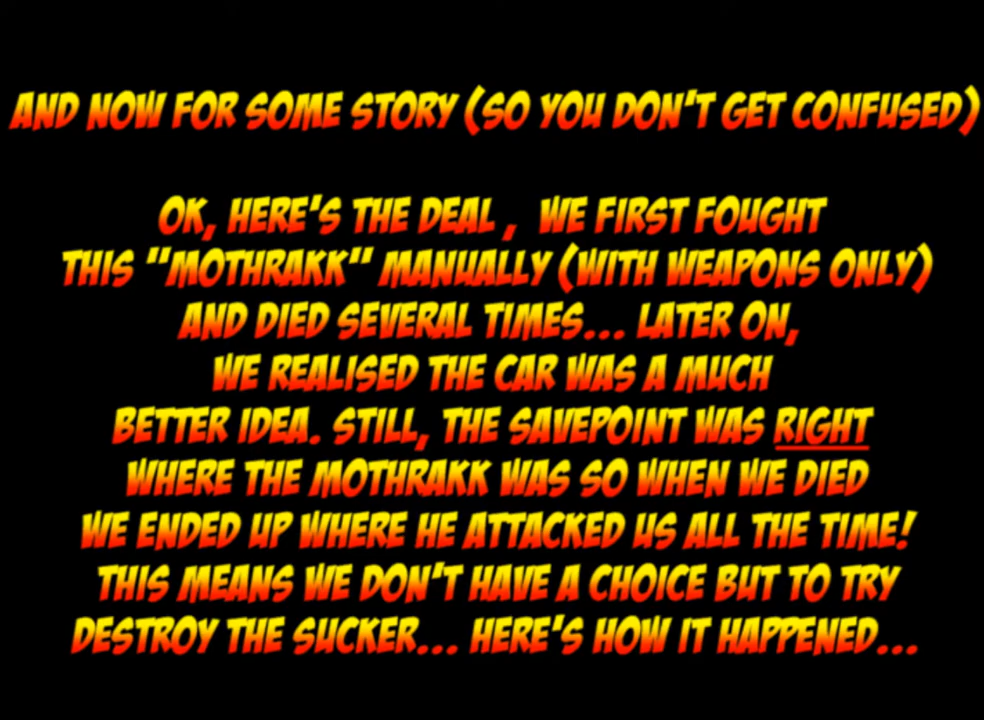 AND NOW FOR SOME STORY (SO YOU DON'T GET CONFUSED)
OK, HERE'S THE DEAL , WE FIRST FOUGHT
THIS "MOTHRAKK" MANUALLY (WITH WEAPONS ONLY)
AND DIED SEVERAL TIMES... LATER ON,
WE REALISED THE CAR WAS A MUCH
BETTER IDEA. STILL, THE SAVEPOINT WAS RIGHT
WHERE THE MOTHRAKK WAS SO WHEN WE DIED
WE ENDED UP WHERE HE ATTACKED US ALL THE TIME!
THIS MEANS WE DON'T HAVE A CHOICE BUT TO TRY
DESTROY THE SUCKER... HERE'S HOW IT HAPPENED...